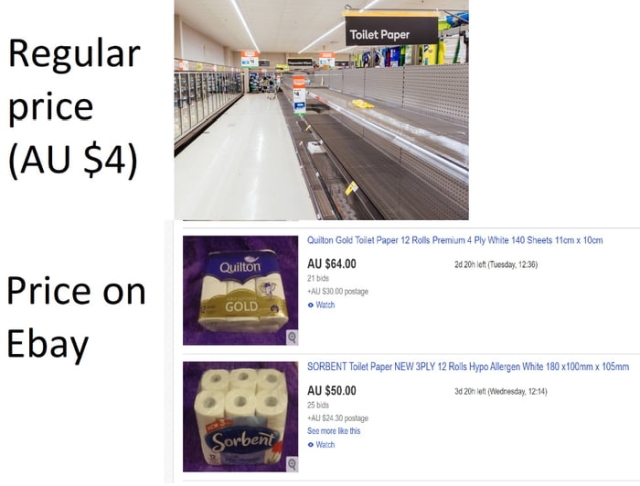 Regular
price
(AU $4)
Toilet Paper
Price on
Ebay
Quilton Gold Toilet Paper 12 Rolls Premium 4 Ply White 140 Sheets 11cm x 10cm
AU $64.00
2d 20h left (Tuesday, 12:36)
21 bids
+AU $30.00 postage
Watch
Quilton
GOLD
SORBENT Toilet Paper NEW 3PLY 12 Rolls Hypo Allergen White 180 x100mm x 105mm
AU $50.00
3d 20h left (Wednesday, 12:14)
25 bids
+AU $24.30 postage
See more like this
Watch
Sorbent